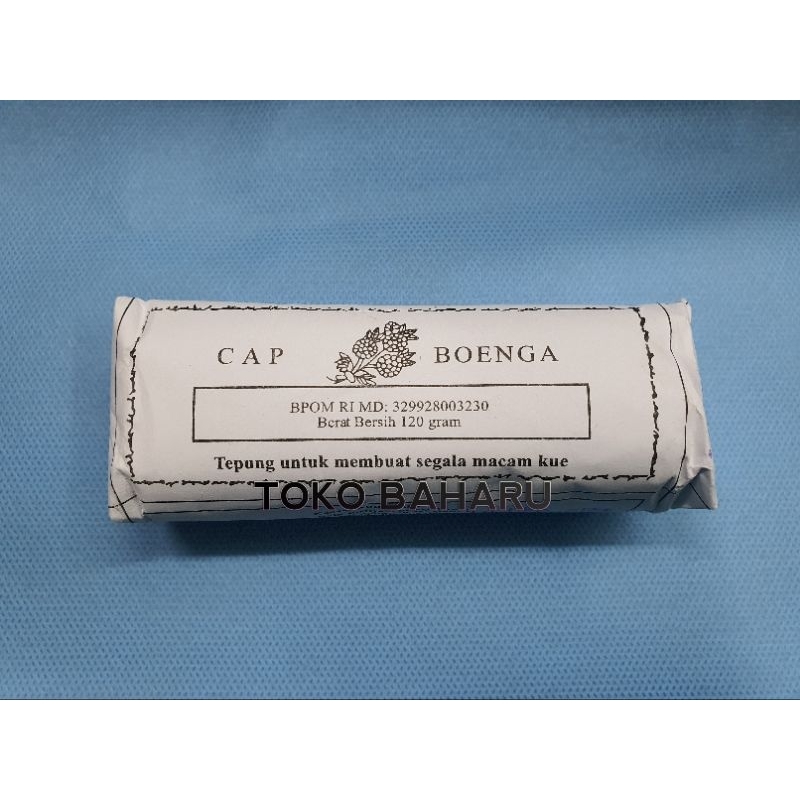 CAP BOENGA
BPOM RI MD: 329928003230
Berat Bersih 120 gram
Tepung untuk membuat segala macam kue
TOKO BAHARU